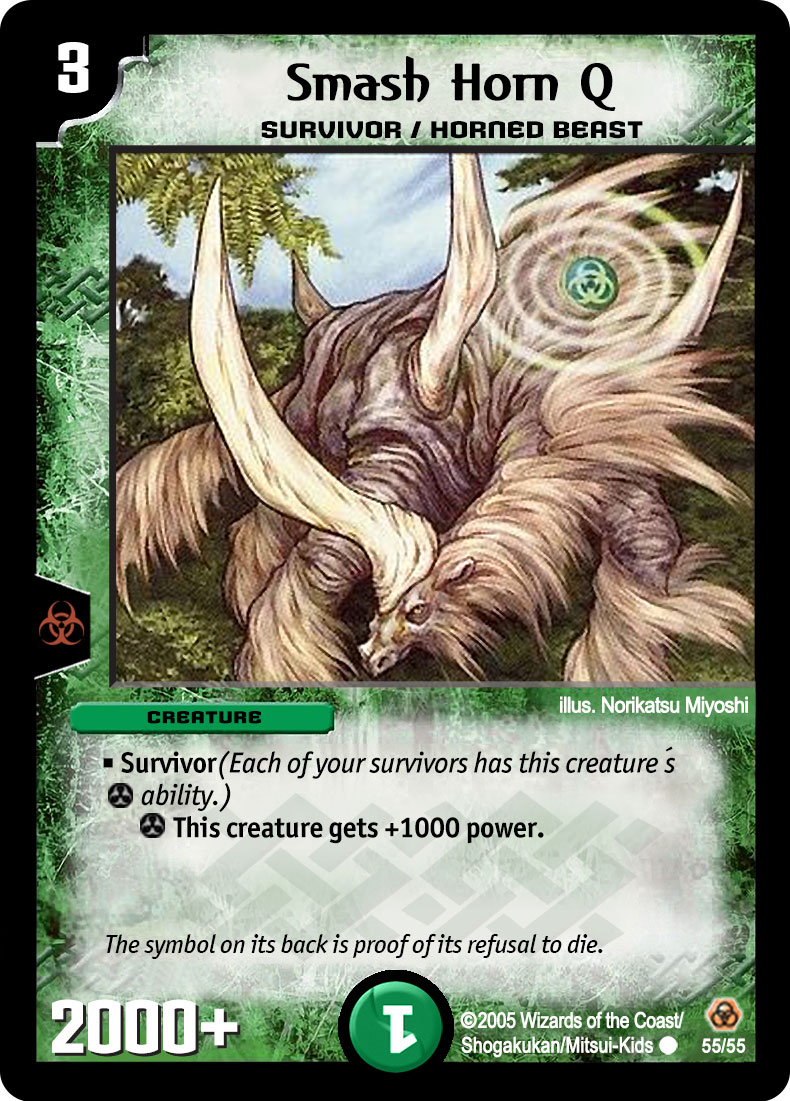 3
Smash Horn Q
SURVIVOR / HORNED BEAST
illus. Norikatsu Miyoshi
CREATURE
▪ Survivor(Each of your survivors has this creature´s
ability.)
This creature gets +1000 power.
The symbol on its back is proof of its refusal to die.
2000+
1
©2005 Wizards of the Coast/
Shogakukan/Mitsui-Kids
55/55